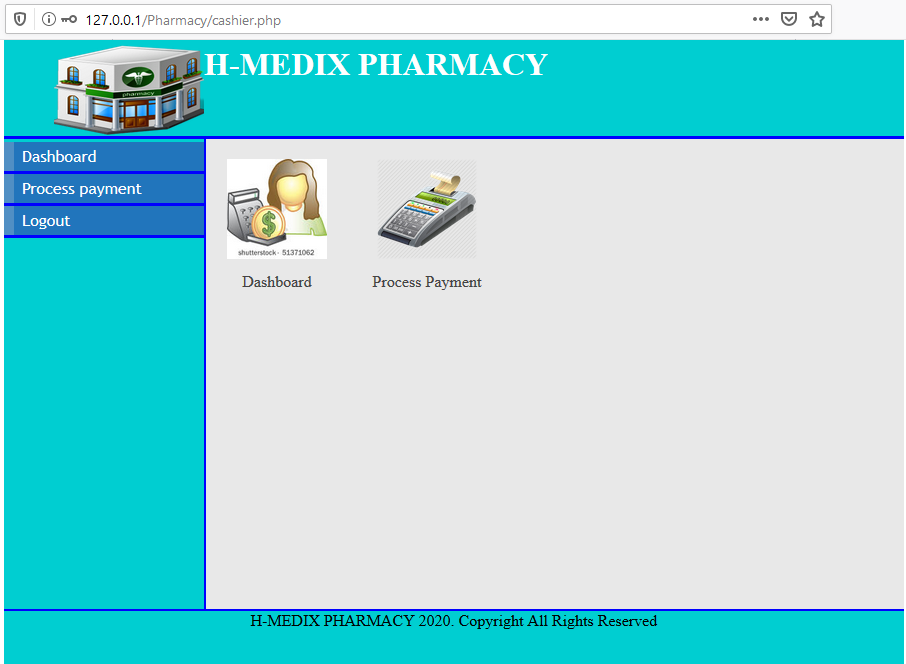 127.0.0.1/Pharmacy/cashier.php
H-MEDIX PHARMACY
pharmacy
Dashboard
Process payment
Logout
shutterstock · 51371062
Dashboard
Process Payment
H-MEDIX PHARMACY 2020. Copyright All Rights Reserved